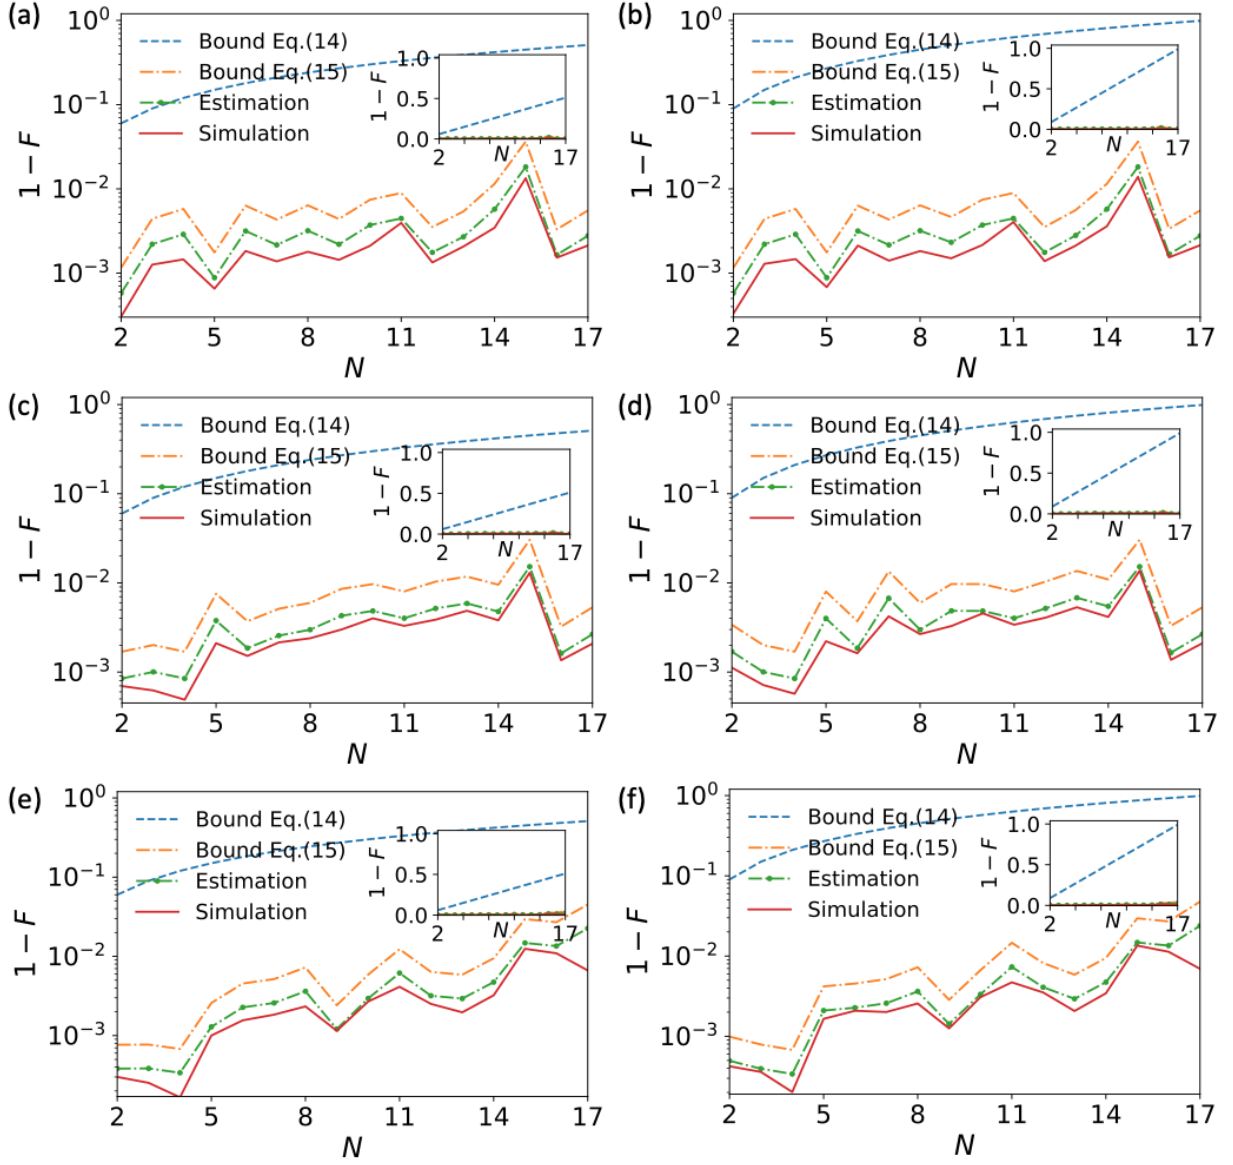 (a)
10^0
10^-1
10^-2
10^-3
1 − F
Bound Eq.(14)
Bound Eq.(15)
Estimation
Simulation
1.0
0.5
0.0
1 − F
2 N 17
2 5 8 11 14 17
N
(b)
10^0
10^-1
10^-2
10^-3
1 − F
Bound Eq.(14)
Bound Eq.(15)
Estimation
Simulation
1.0
0.5
0.0
1 − F
2 N 17
2 5 8 11 14 17
N
(c)
10^0
10^-1
10^-2
10^-3
1 − F
Bound Eq.(14)
Bound Eq.(15)
Estimation
Simulation
1.0
0.5
0.0
1 − F
2 N 17
2 5 8 11 14 17
N
(d)
10^0
10^-1
10^-2
10^-3
1 − F
Bound Eq.(14)
Bound Eq.(15)
Estimation
Simulation
1.0
0.5
0.0
1 − F
2 N 17
2 5 8 11 14 17
N
(e)
10^0
10^-1
10^-2
10^-3
1 − F
Bound Eq.(14)
Bound Eq.(15)
Estimation
Simulation
1.0
0.5
0.0
1 − F
2 N 17
2 5 8 11 14 17
N
(f)
10^0
10^-1
10^-2
10^-3
1 − F
Bound Eq.(14)
Bound Eq.(15)
Estimation
Simulation
1.0
0.5
0.0
1 − F
2 N 17
2 5 8 11 14 17
N